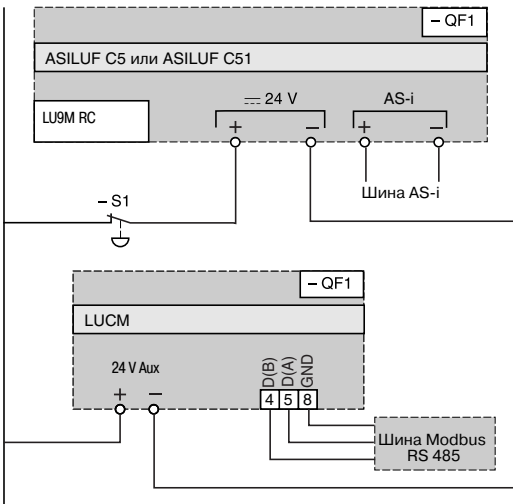 – QF1
ASILUF C5 или ASILUF C51
LU9M RC
24 V
AS-i
+ – + –
Шина AS-i
– S1
– QF1
LUCM
24 V Aux
D(B) D(A) GND
+ –
4 5 8
Шина Modbus
RS 485